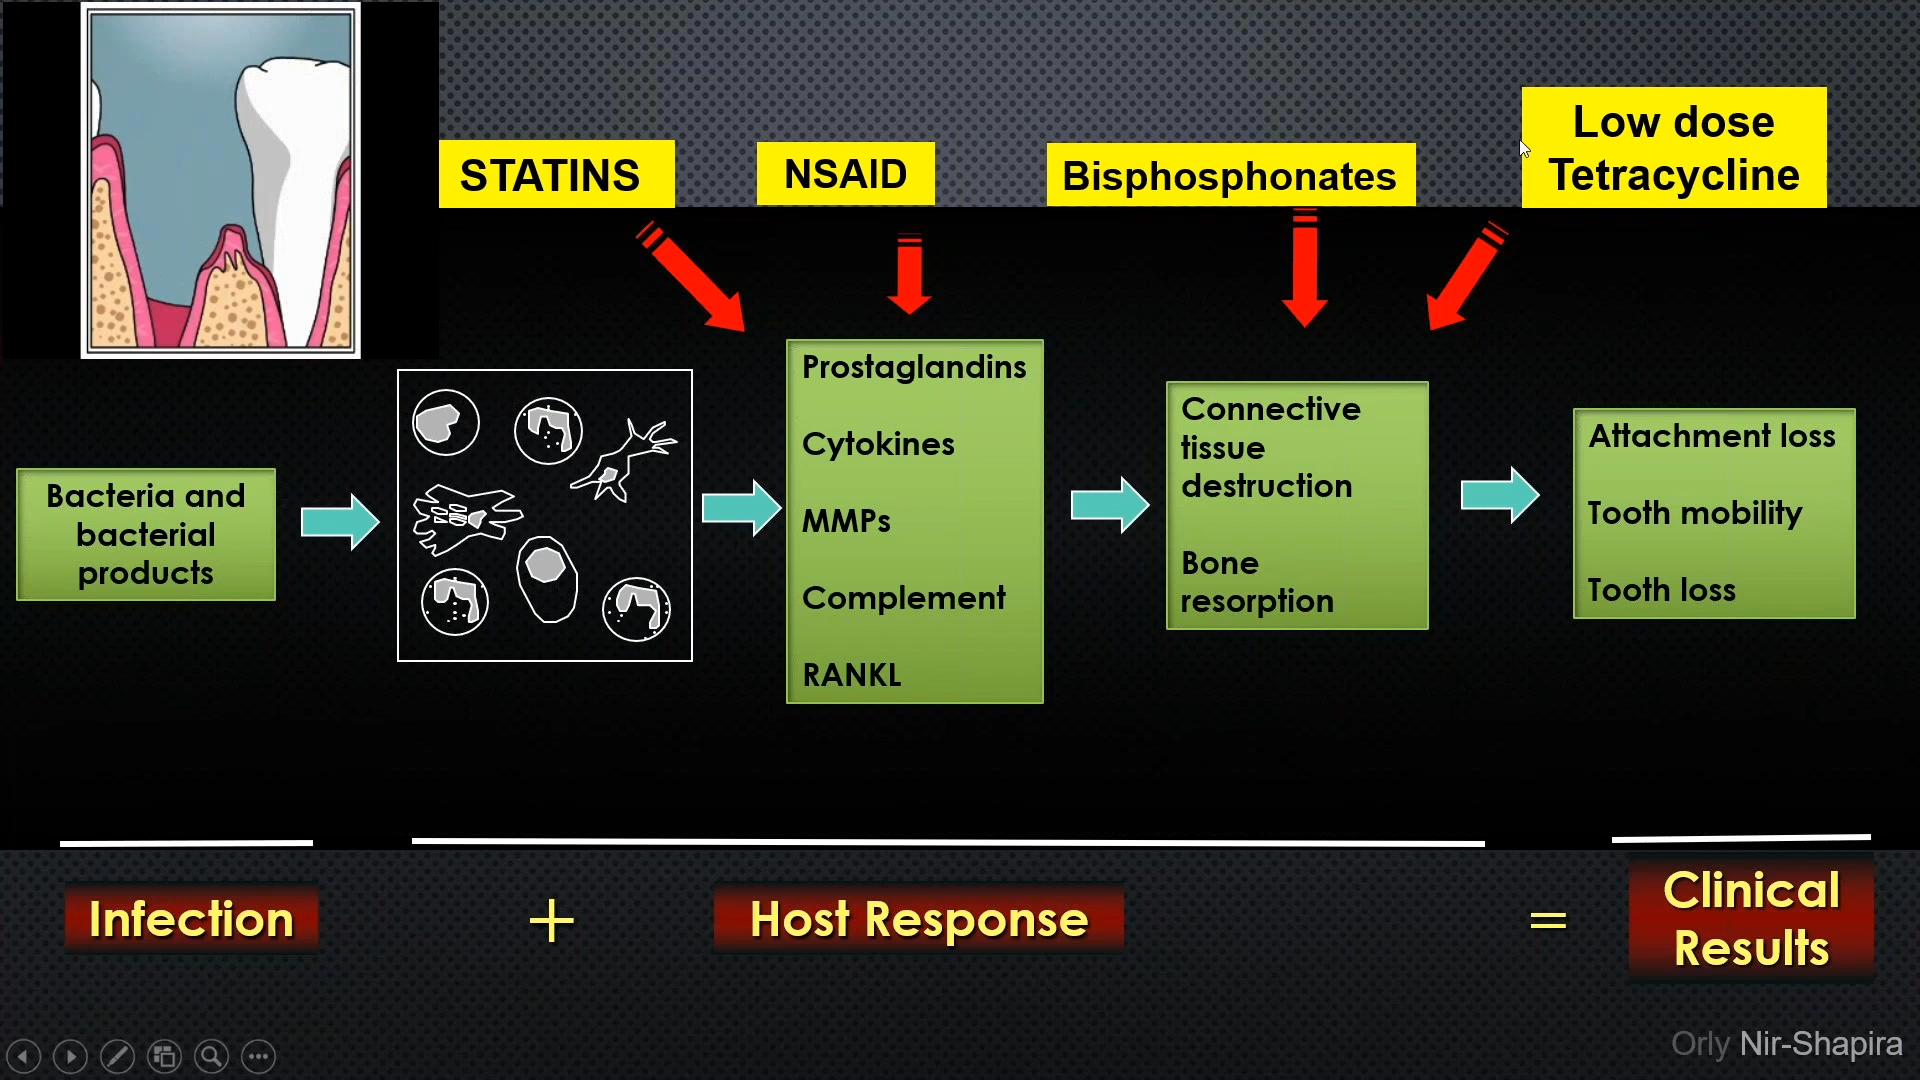 STATINS
NSAID
Bisphosphonates
Low dose
Tetracycline
Bacteria and
bacterial
products
Prostaglandins
Cytokines
MMPs
Complement
RANKL
Connective
tissue
destruction
Bone
resorption
Attachment loss
Tooth mobility
Tooth loss
Infection
+
Host Response
=
Clinical
Results
Orly Nir-Shapira